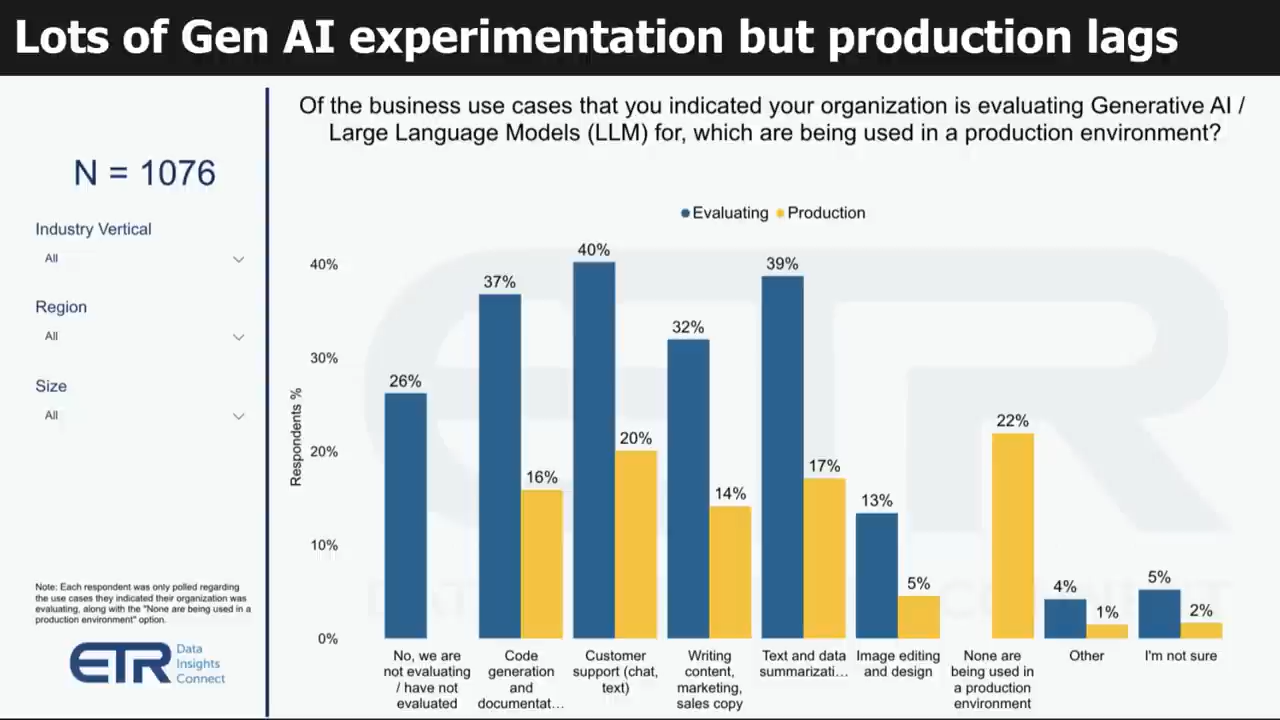 Lots of Gen AI experimentation but production lags
N = 1076
Industry Vertical
All
Region
All
Size
All
Note: Each respondent was only polled regarding
the use cases they indicated their organization was
evaluating, along with the "None are being used in a
production environment" option.
ETR
Data
Insights
Connect
Of the business use cases that you indicated your organization is evaluating Generative AI /
Large Language Models (LLM) for, which are being used in a production environment?
Evaluating Production
Respondents %
40%
30%
20%
10%
0%
26%
37%
16%
40%
20%
32%
14%
39%
17%
13%
5%
22%
4%
1%
5%
2%
No, we are
not evaluating
/ have not
evaluated
Code
generation
and
documentat…
Customer
support (chat,
text)
Writing
content,
marketing,
sales copy
Text and data
summarizati…
Image editing
and design
None are
being used in
a production
environment
Other
I'm not sure
ETR